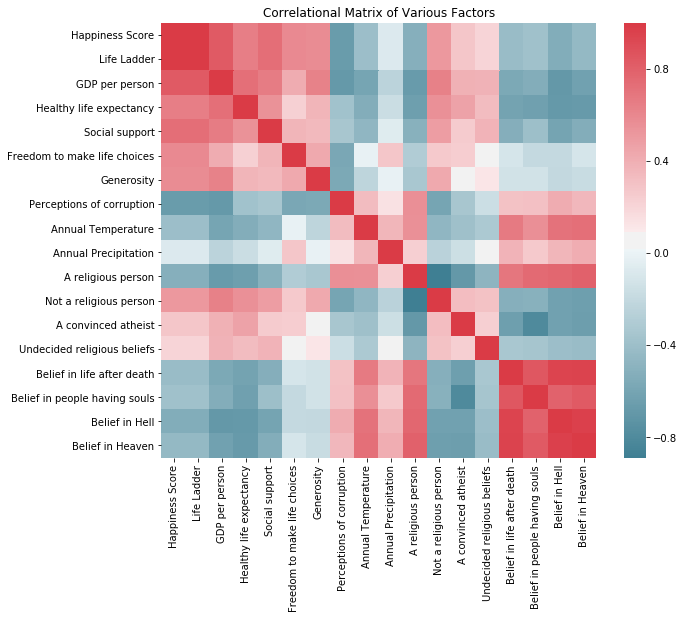 Correlational Matrix of Various Factors
Happiness Score
Life Ladder
GDP per person
Healthy life expectancy
Social support
Freedom to make life choices
Generosity
Perceptions of corruption
Annual Temperature
Annual Precipitation
A religious person
Not a religious person
A convinced atheist
Undecided religious beliefs
Belief in life after death
Belief in people having souls
Belief in Hell
Belief in Heaven
0.8
0.4
0.0
−0.4
−0.8
Happiness Score
Life Ladder
GDP per person
Healthy life expectancy
Social support
Freedom to make life choices
Generosity
Perceptions of corruption
Annual Temperature
Annual Precipitation
A religious person
Not a religious person
A convinced atheist
Undecided religious beliefs
Belief in life after death
Belief in people having souls
Belief in Hell
Belief in Heaven